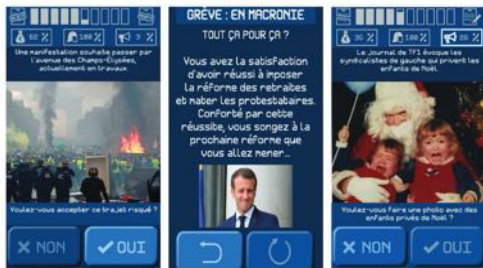 62 %
100 %
3 %
Une manifestation souhaite passer par
l'avenue des Champs-Élysées,
actuellement en travaux.
Voulez-vous accepter ce trajet risqué ?
✕ NON
✓ OUI
GRÈVE : EN MACRONIE
TOUT ÇA POUR ÇA ?
Vous avez la satisfaction
d'avoir réussi à imposer
la réforme des retraites
et mater les protestataires.
Conforté par cette
réussite, vous songez à la
prochaine réforme que
vous allez mener...
36 %
100 %
26 %
Le journal de TF1 évoque les
syndicalistes de gauche qui privent les
enfants de Noël.
Voulez-vous faire une photo avec des
enfants privés de Noël ?
✕ NON
✓ OUI